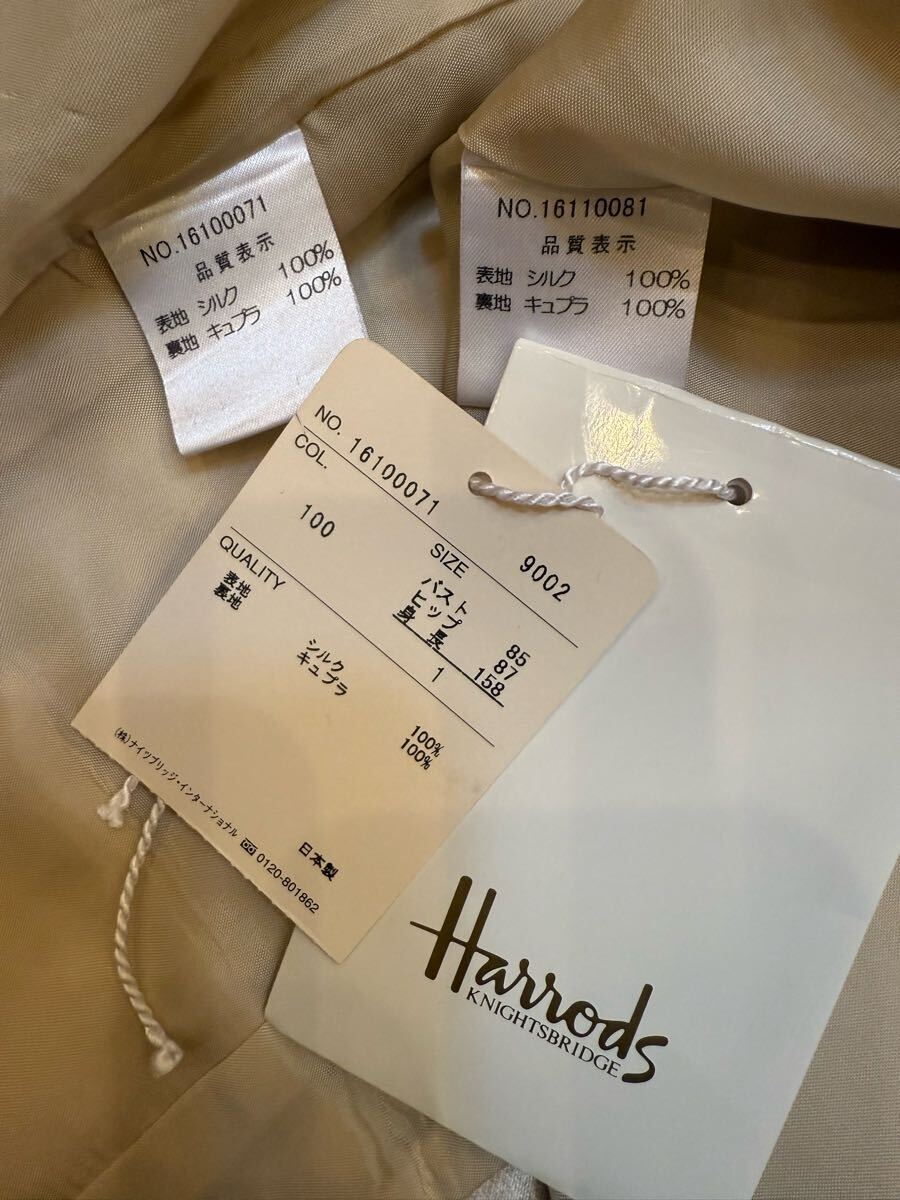 NO.16100071
品質表示
表地 シルク 100%
裏地 キュプラ 100%
NO.16110081
品質表示
表地 シルク 100%
裏地 キュプラ 100%
NO. 16100071
COL. SIZE
100 9002
バスト 85
ヒップ 87
身長 158
QUALITY 1
表地 シルク 100%
裏地 キュプラ 100%
日本製
(株)ナイツブリッジ・インターナショナル 0120-801862
Harrods
KNIGHTSBRIDGE